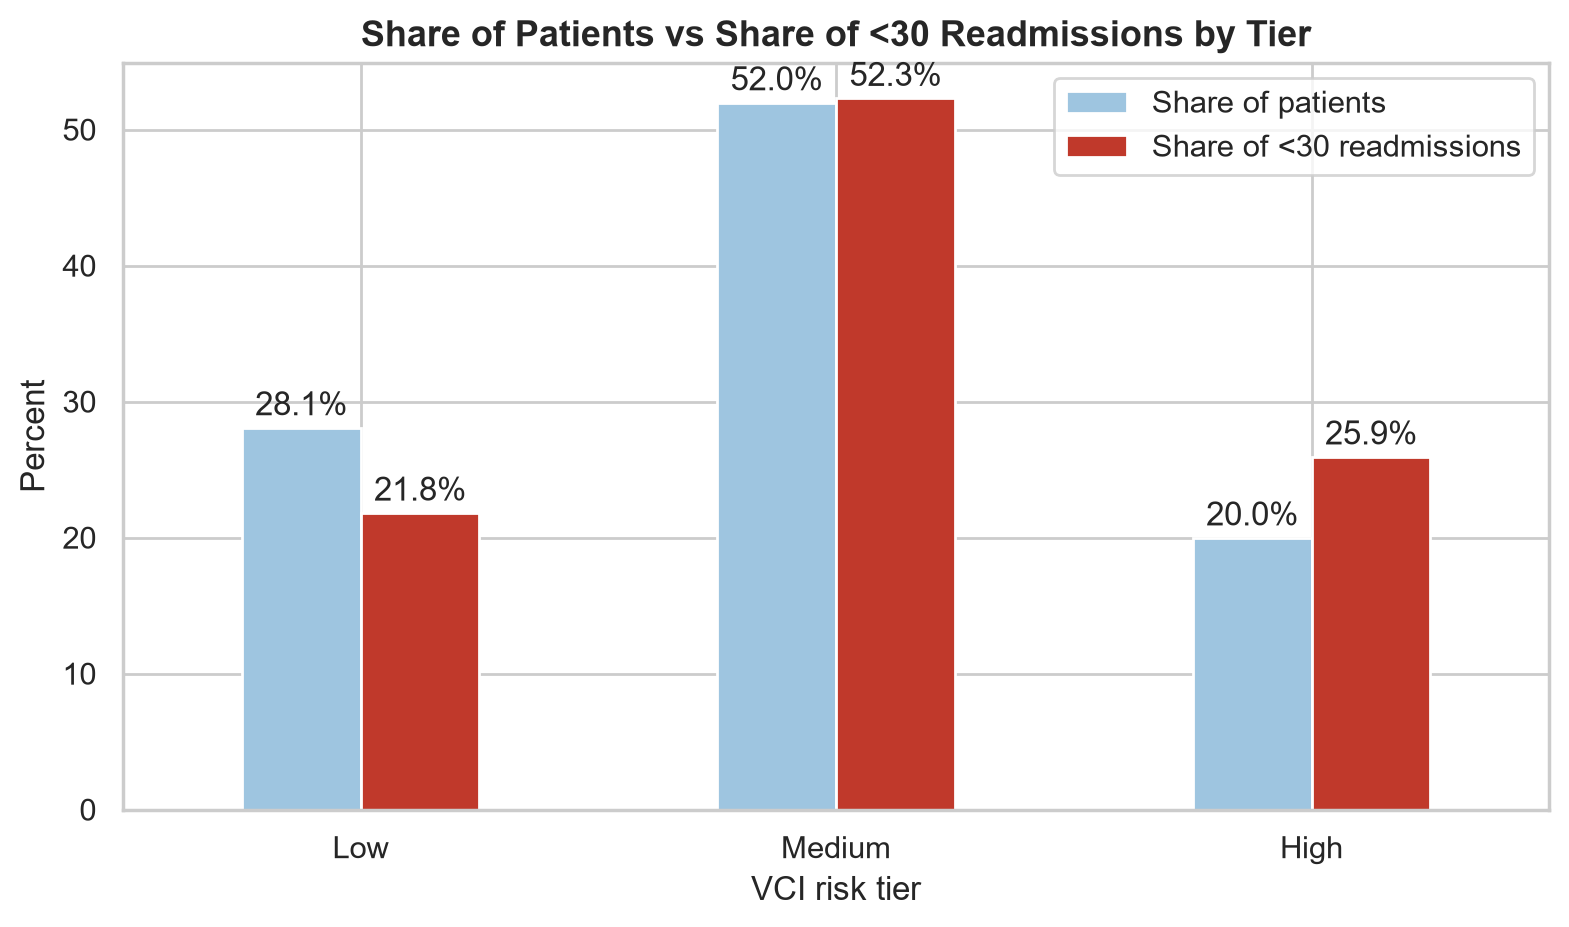 Share of Patients vs Share of <30 Readmissions by Tier
52.0% 52.3%
Share of patients
Share of <30 readmissions
50
40
30
28.1%
25.9%
21.8%
20.0%
20
10
0
Percent
Low Medium High
VCI risk tier